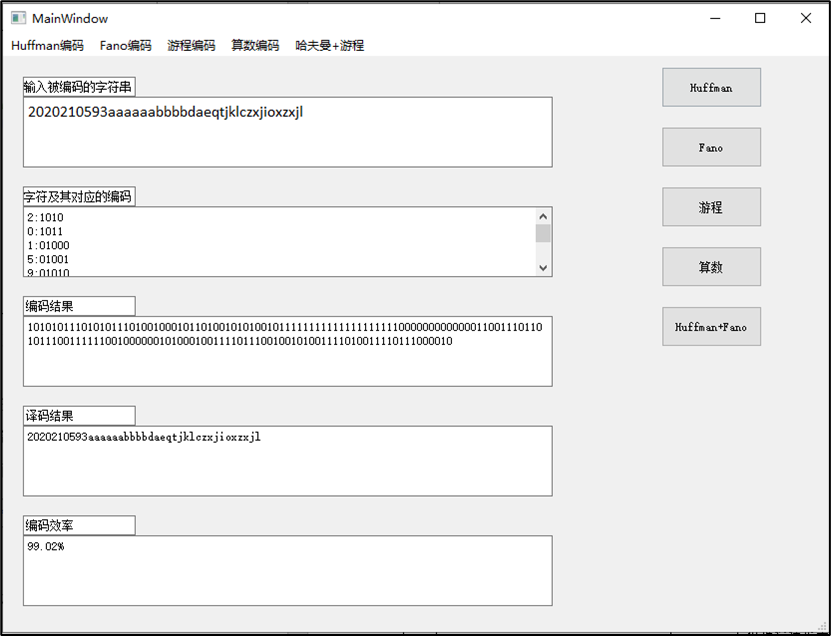 MainWindow
Huffman编码 Fano编码 游程编码 算数编码 哈夫曼+游程
输入被编码的字符串
2020210593aaaaaabbbbdaeqtjklczxjioxzxjl
字符及其对应的编码
2:1010
0:1011
1:01000
5:01001
9:01010
编码结果
10101011101010111010010001011010010101001011111111111111111111000000000000011001110110
10111001111110010000001010001001111011100100101001111010011110111000010
译码结果
2020210593aaaaaabbbbdaeqtjklczxjioxzxjl
编码效率
99.02%
Huffman
Fano
游程
算数
Huffman+Fano